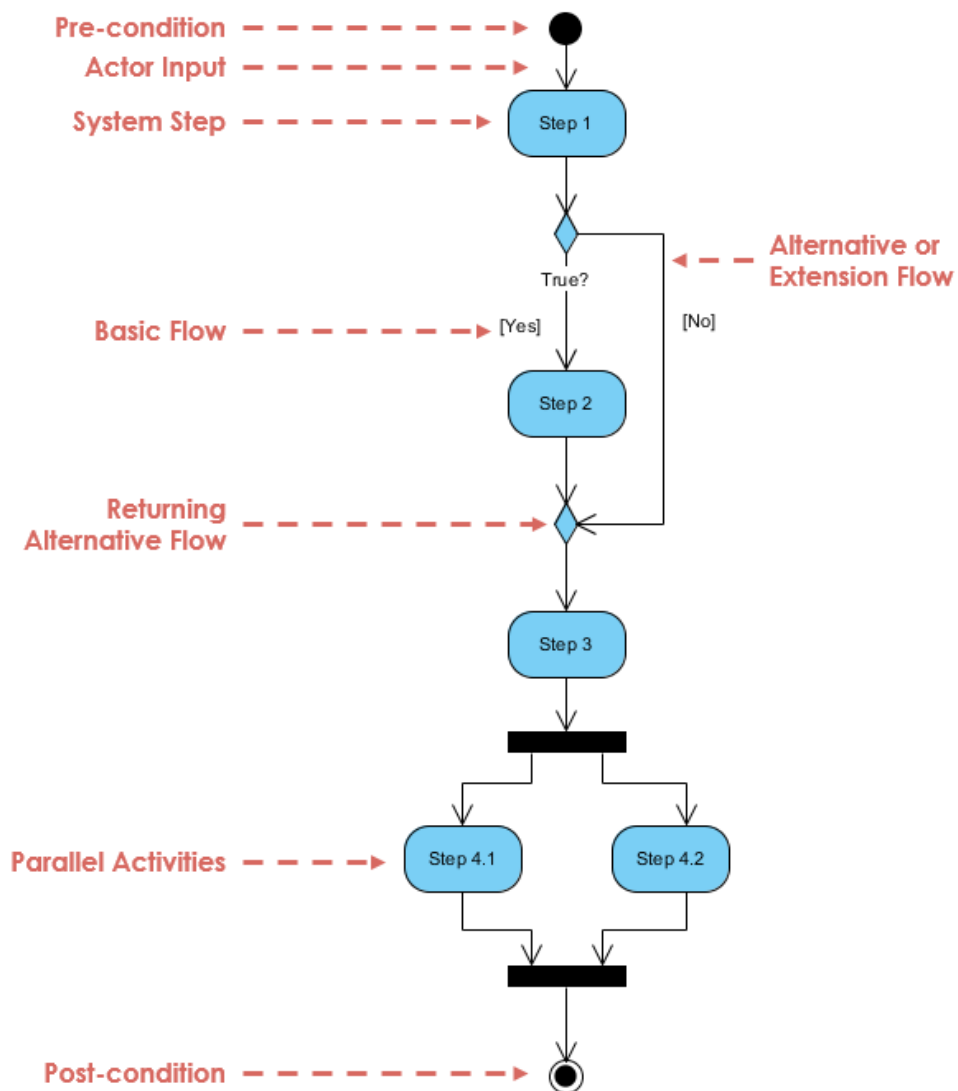 Pre-condition
Actor Input
System Step
Step 1
Alternative or
Extension Flow
True?
Basic Flow
[Yes]
[No]
Step 2
Returning
Alternative Flow
Step 3
Parallel Activities
Step 4.1
Step 4.2
Post-condition